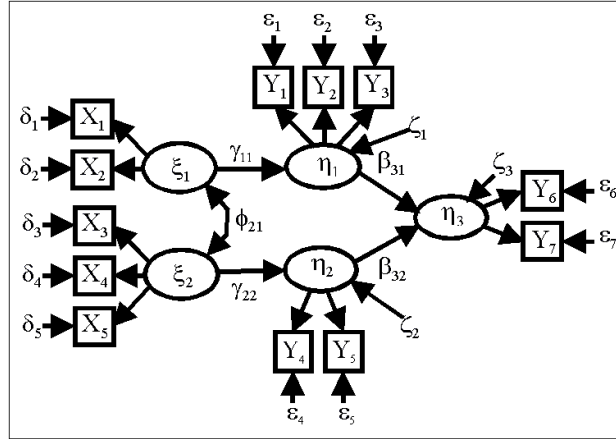 ε₁ ε₂ ε₃
Y₁ Y₂ Y₃
δ₁ X₁
ζ₁
δ₂ X₂ ξ₁ γ₁₁ η₁ β₃₁
ζ₃
Y₆ ε₆
δ₃ X₃ ϕ₂₁ η₃
Y₇ ε₇
δ₄ X₄ ξ₂ γ₂₂ η₂ β₃₂
δ₅ X₅ ζ₂
Y₄ Y₅
ε₄ ε₅